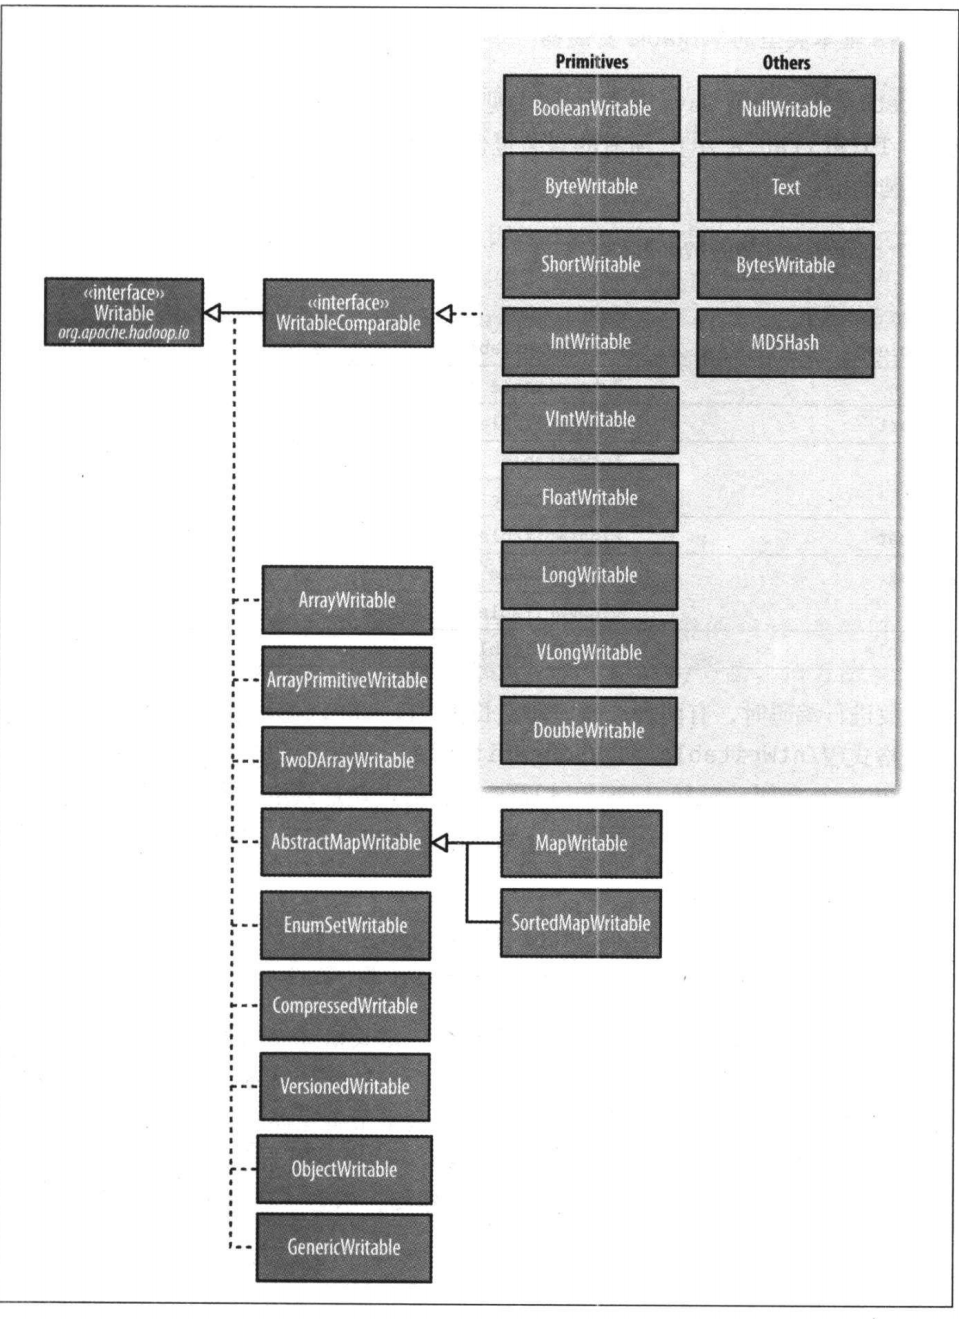 Primitives
Others
BooleanWritable
NullWritable
ByteWritable
Text
ShortWritable
BytesWritable
«interface»
Writable
org.apache.hadoop.io
«interface»
WritableComparable
IntWritable
MD5Hash
VIntWritable
FloatWritable
LongWritable
VLongWritable
DoubleWritable
ArrayWritable
ArrayPrimitiveWritable
TwoDArrayWritable
AbstractMapWritable
MapWritable
SortedMapWritable
EnumSetWritable
CompressedWritable
VersionedWritable
ObjectWritable
GenericWritable